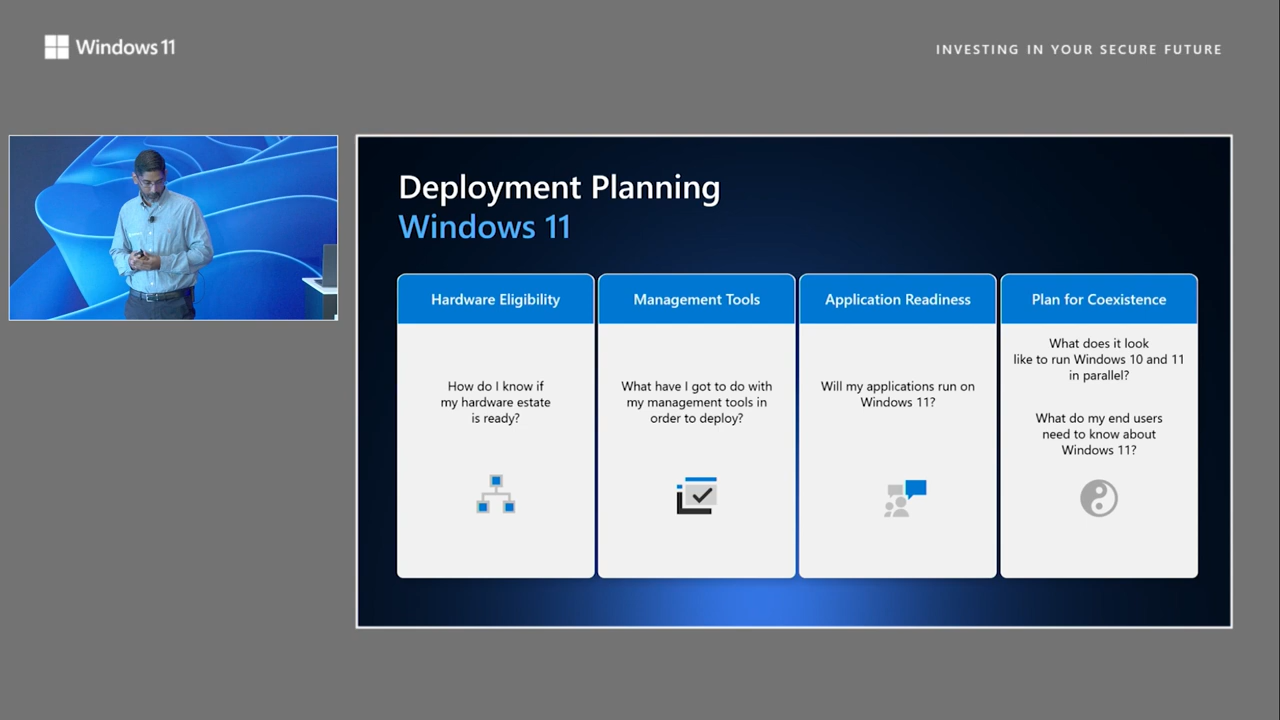 Windows 11
INVESTING IN YOUR SECURE FUTURE
Deployment Planning
Windows 11
Hardware Eligibility
How do I know if
my hardware estate
is ready?
Management Tools
What have I got to do with
my management tools in
order to deploy?
Application Readiness
Will my applications run on
Windows 11?
Plan for Coexistence
What does it look
like to run Windows 10 and 11
in parallel?
What do my end users
need to know about
Windows 11?